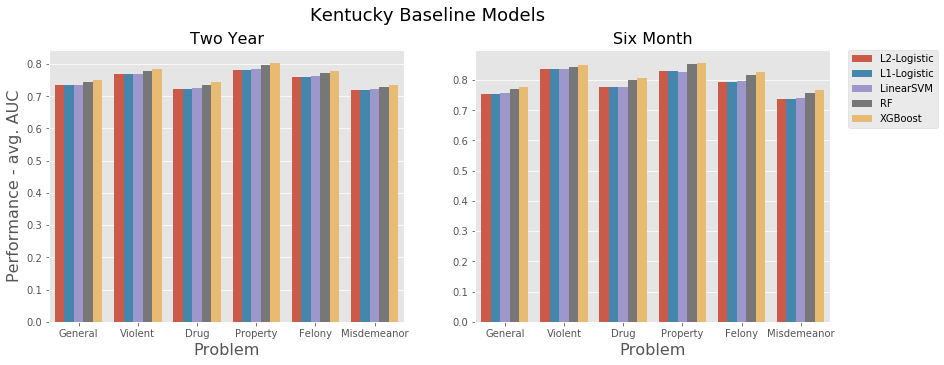 Kentucky Baseline Models
Two Year
Performance - avg. AUC
0.8
0.7
0.6
0.5
0.4
0.3
0.2
0.1
0.0
General Violent Drug Property Felony Misdemeanor
Problem
Six Month
0.8
0.7
0.6
0.5
0.4
0.3
0.2
0.1
0.0
General Violent Drug Property Felony Misdemeanor
Problem
L2-Logistic
L1-Logistic
LinearSVM
RF
XGBoost